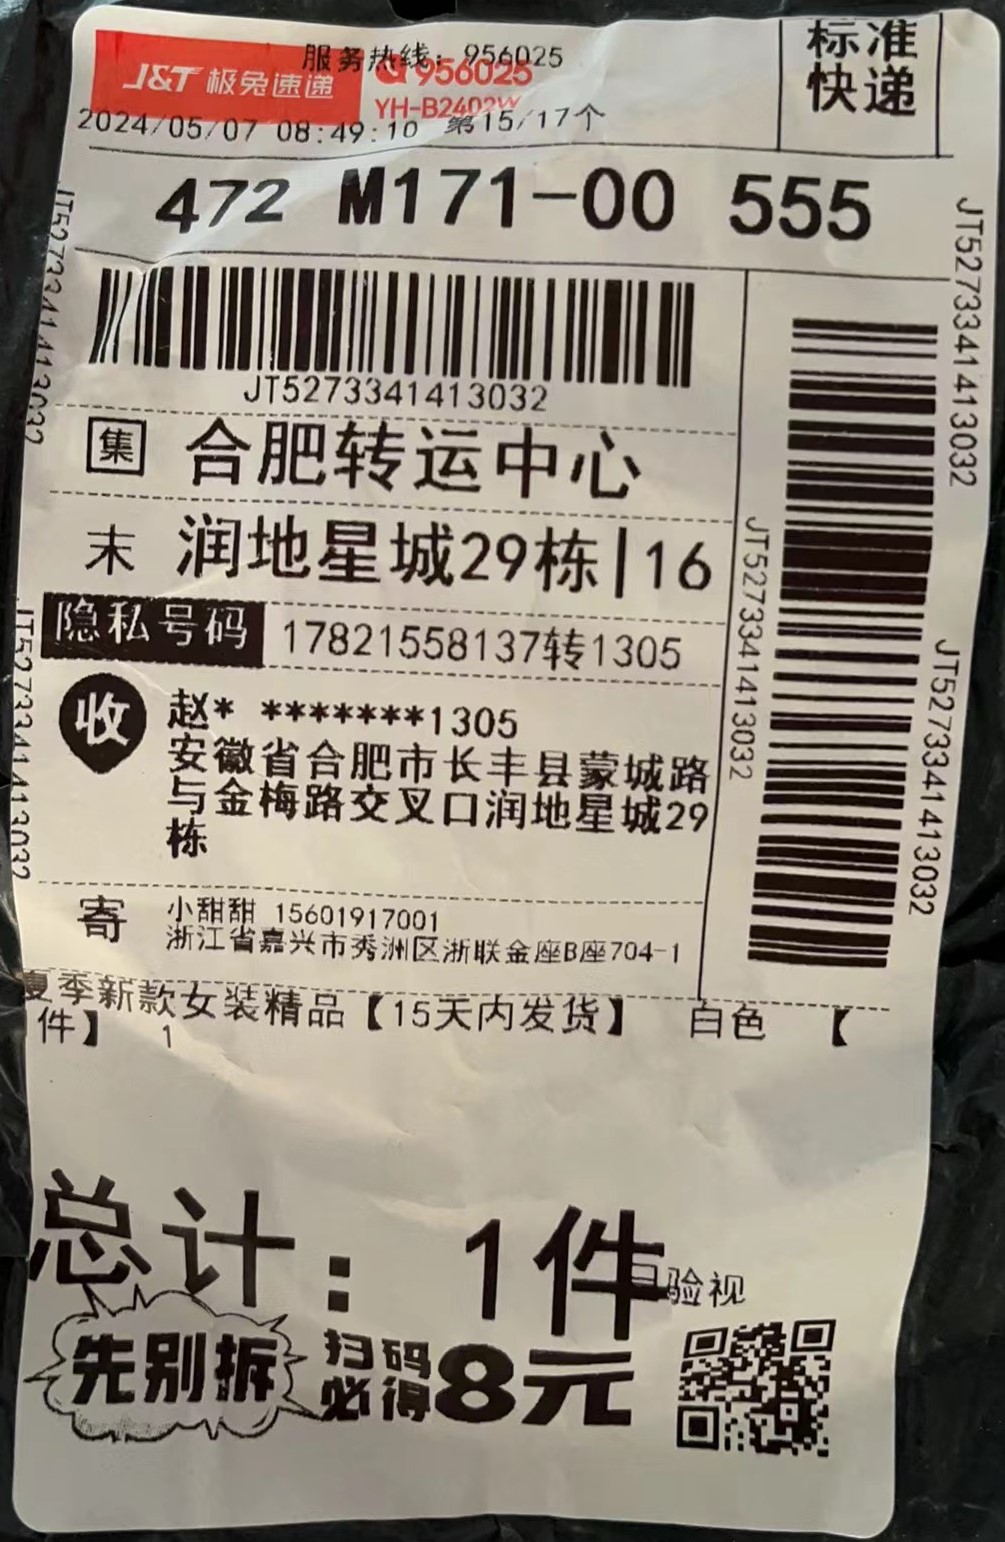 J&T 极兔速递
服务热线：956025
956025
YH-B2402W
标准
快递
2024/05/07 08:49:10 第15/17个
472 M171-00 555
JT5273341413032
JT5273341413032
JT5273341413032
JT5273341413032
集 合肥转运中心
末 润地星城29栋|16
隐私号码 17821558137转1305
JT5273341413032
JT5273341413032
收 赵* *******1305
安徽省合肥市长丰县蒙城路
与金梅路交叉口润地星城29
栋
寄 小甜甜 15601917001
浙江省嘉兴市秀洲区浙联金座B座704-1
夏季新款女装精品【15天内发货】 白色 【
件】 1
总计：1件
已验视
先别拆 扫码
必得 8元